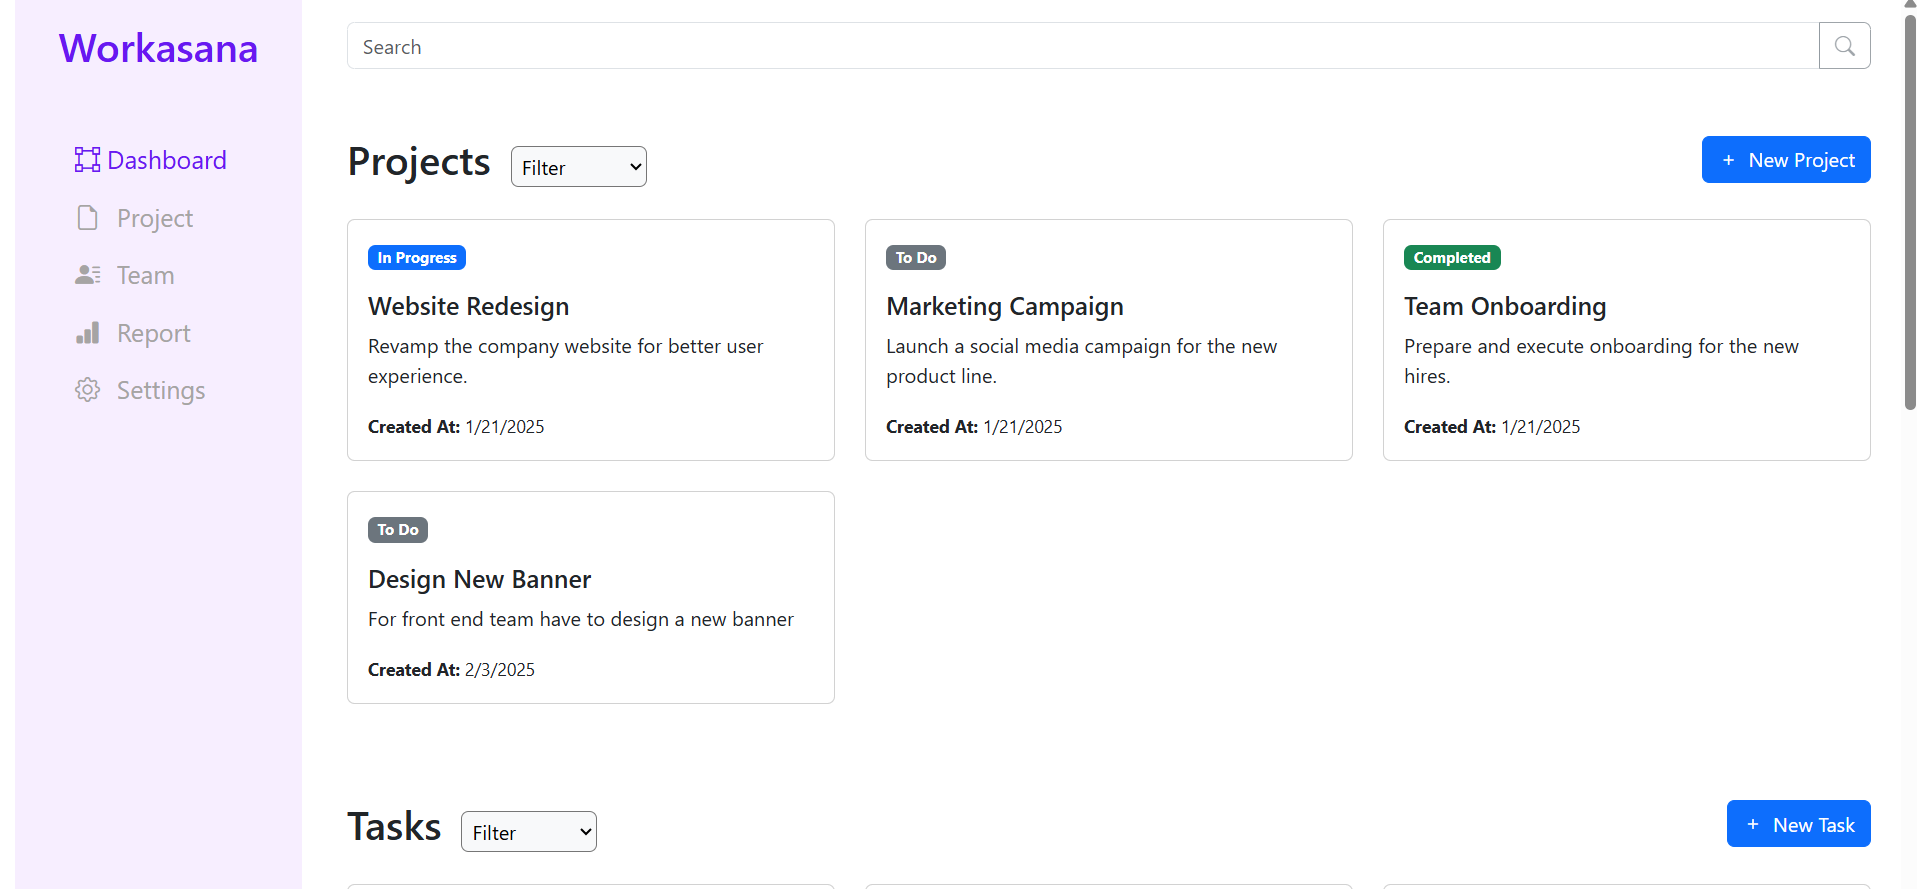 Workasana
Dashboard
Project
Team
Report
Settings
Search
Projects
Filter
+ New Project
In Progress
Website Redesign
Revamp the company website for better user
experience.
Created At: 1/21/2025
To Do
Marketing Campaign
Launch a social media campaign for the new
product line.
Created At: 1/21/2025
Completed
Team Onboarding
Prepare and execute onboarding for the new
hires.
Created At: 1/21/2025
To Do
Design New Banner
For front end team have to design a new banner
Created At: 2/3/2025
Tasks
Filter
+ New Task